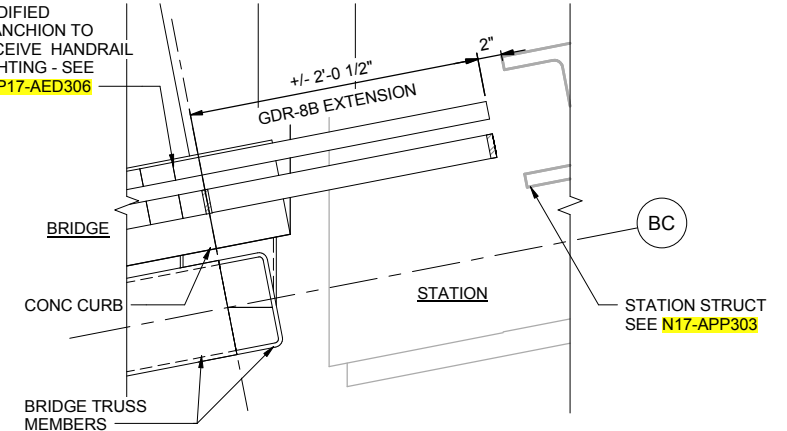 DIFIED
ANCHION TO
CEIVE HANDRAIL
HTING - SEE
P17-AED306
2"
+/- 2'-0 1/2"
GDR-8B EXTENSION
BRIDGE
BC
CONC CURB
STATION
STATION STRUCT
SEE N17-APP303
BRIDGE TRUSS
MEMBERS